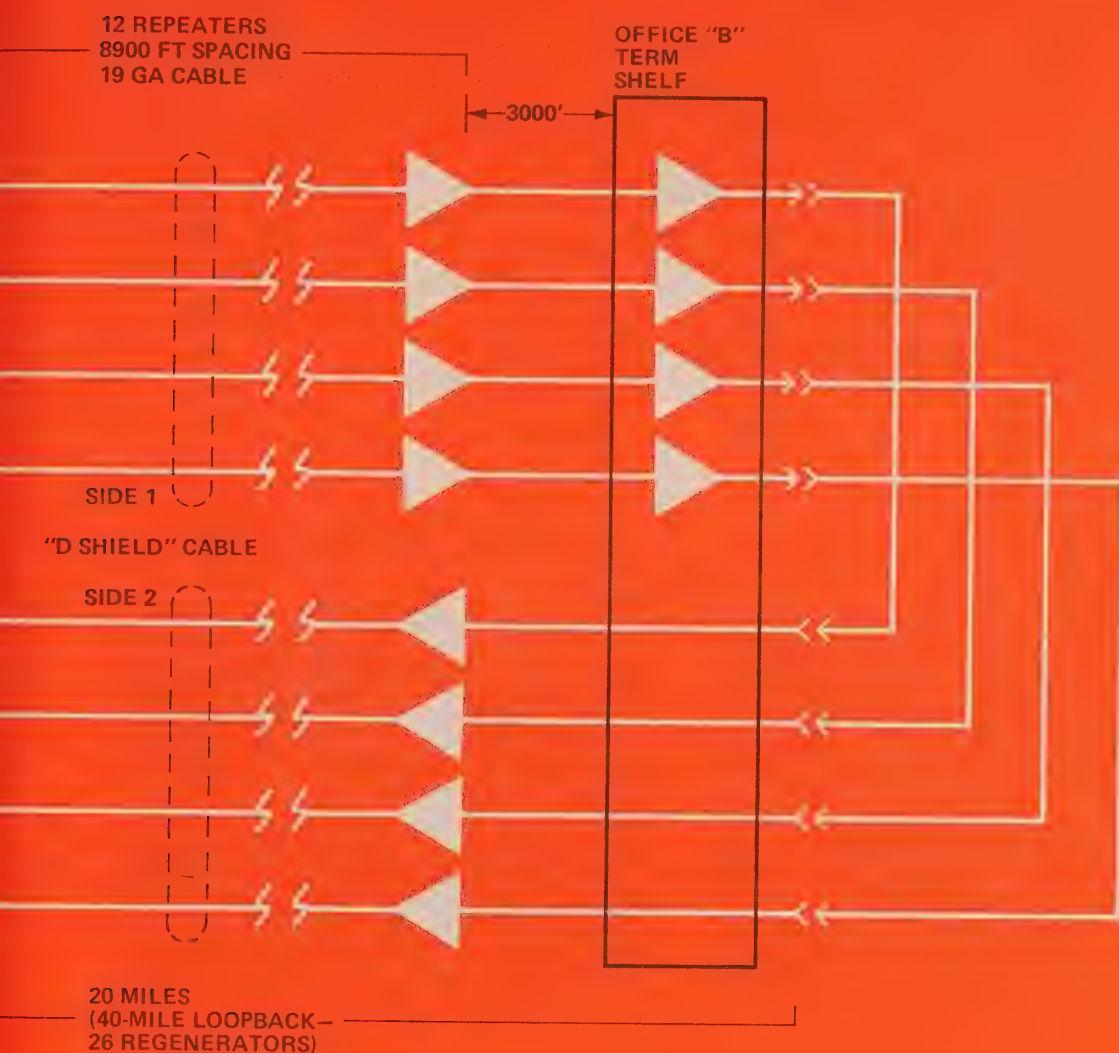 12 REPEATERS
8900 FT SPACING
19 GA CABLE
OFFICE "B"
TERM
SHELF
3000'
SIDE 1
"D SHIELD" CABLE
SIDE 2
20 MILES
(40-MILE LOOPBACK—
26 REGENERATORS)